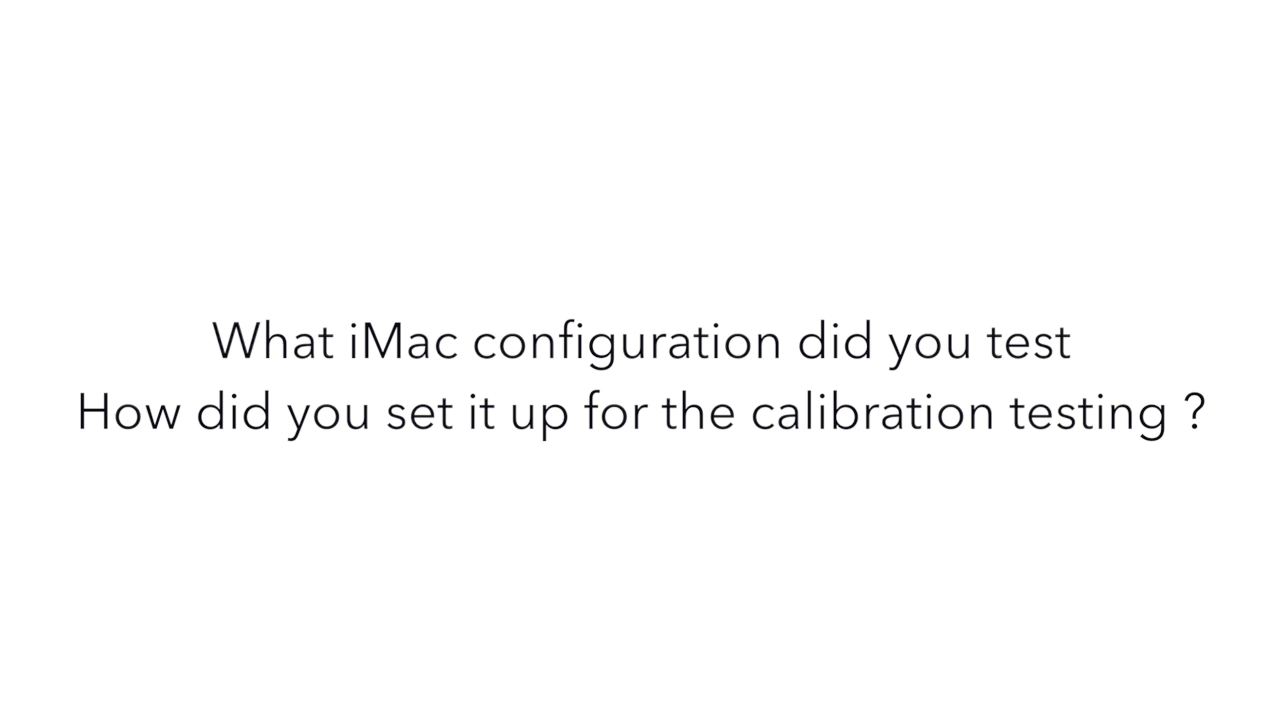 What iMac configuration did you test
How did you set it up for the calibration testing ?